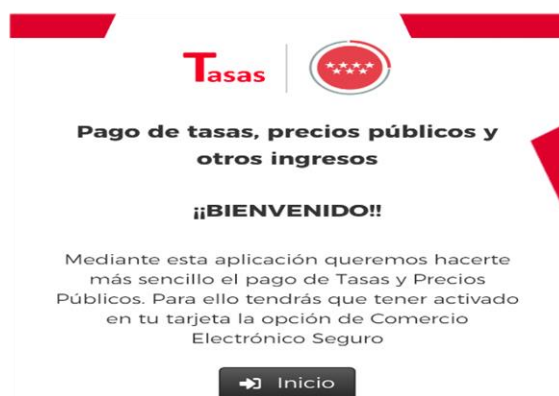 Tasas
Pago de tasas, precios públicos y
otros ingresos
¡¡BIENVENIDO!!
Mediante esta aplicación queremos hacerte
más sencillo el pago de Tasas y Precios
Públicos. Para ello tendrás que tener activado
en tu tarjeta la opción de Comercio
Electrónico Seguro
Inicio